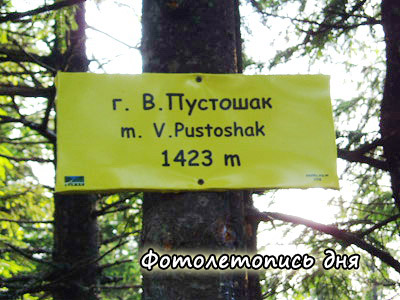 г. В.Пустошак
m. V.Pustoshak
1423 m
Фотолетопись дня